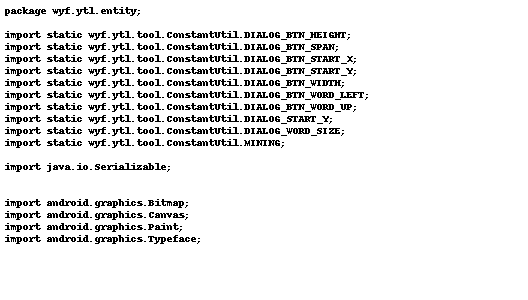 package wyf.ytl.entity;
import static wyf.ytl.tool.ConstantUtil.DIALOG_BTN_HEIGHT;
import static wyf.ytl.tool.ConstantUtil.DIALOG_BTN_SPAN;
import static wyf.ytl.tool.ConstantUtil.DIALOG_BTN_START_X;
import static wyf.ytl.tool.ConstantUtil.DIALOG_BTN_START_Y;
import static wyf.ytl.tool.ConstantUtil.DIALOG_BTN_WIDTH;
import static wyf.ytl.tool.ConstantUtil.DIALOG_BTN_WORD_LEFT;
import static wyf.ytl.tool.ConstantUtil.DIALOG_BTN_WORD_UP;
import static wyf.ytl.tool.ConstantUtil.DIALOG_START_Y;
import static wyf.ytl.tool.ConstantUtil.DIALOG_WORD_SIZE;
import static wyf.ytl.tool.ConstantUtil.MINING;
import java.io.Serializable;
import android.graphics.Bitmap;
import android.graphics.Canvas;
import android.graphics.Paint;
import android.graphics.Typeface;